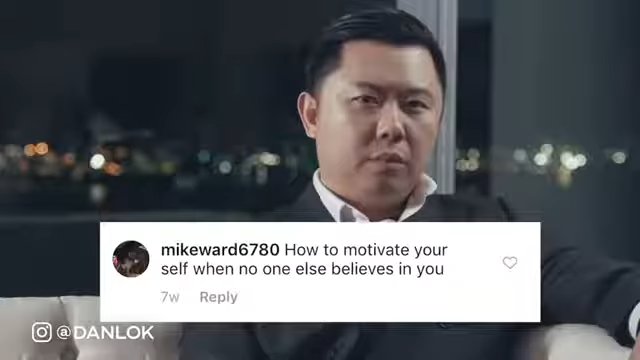 mikeward6780 How to motivate your
self when no one else believes in you
7w Reply
@DANLOK